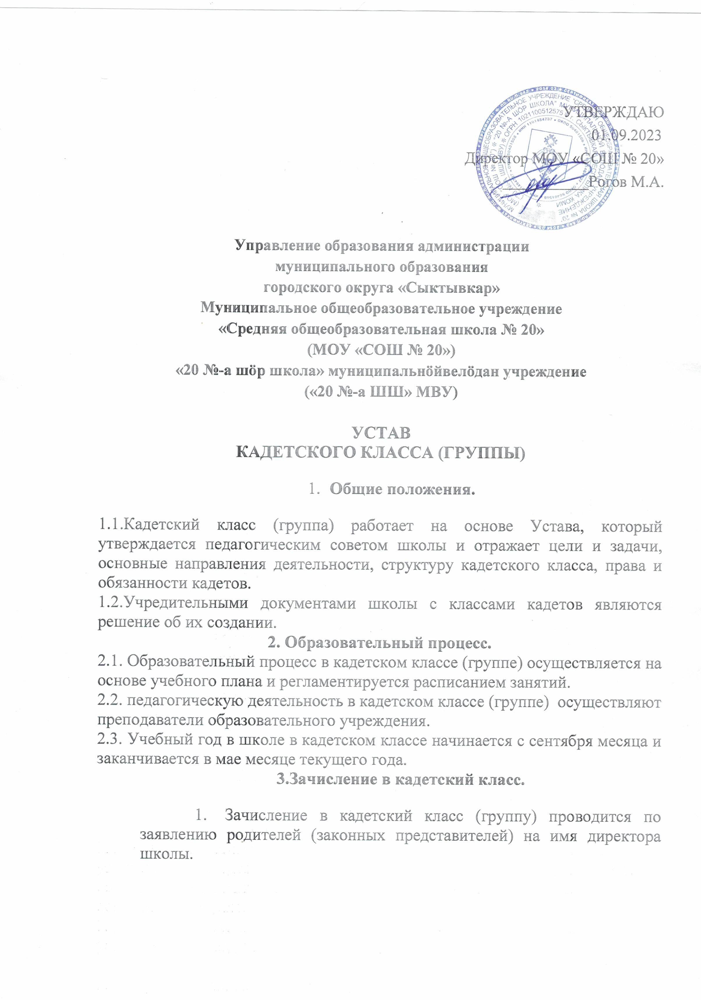 УТВЕРЖДАЮ
01.09.2023
Директор МОУ «СОШ № 20»
___________Рогов М.А.
Управление образования администрации
муниципального образования
городского округа «Сыктывкар»
Муниципальное общеобразовательное учреждение
«Средняя общеобразовательная школа № 20»
(МОУ «СОШ № 20»)
«20 №-а шӧр школа» муниципальнӧйвелӧдан учреждение
(«20 №-а ШШ» МВУ)
УСТАВ
КАДЕТСКОГО КЛАССА (ГРУППЫ)
1. Общие положения.
1.1.Кадетский класс (группа) работает на основе Устава, который
утверждается педагогическим советом школы и отражает цели и задачи,
основные направления деятельности, структуру кадетского класса, права и
обязанности кадетов.
1.2.Учредительными документами школы с классами кадетов являются
решение об их создании.
2. Образовательный процесс.
2.1. Образовательный процесс в кадетском классе (группе) осуществляется на
основе учебного плана и регламентируется расписанием занятий.
2.2. педагогическую деятельность в кадетском классе (группе) осуществляют
преподаватели образовательного учреждения.
2.3. Учебный год в школе в кадетском классе начинается с сентября месяца и
заканчивается в мае месяце текущего года.
3.Зачисление в кадетский класс.
1. Зачисление в кадетский класс (группу) проводится по
заявлению родителей (законных представителей) на имя директора
школы.